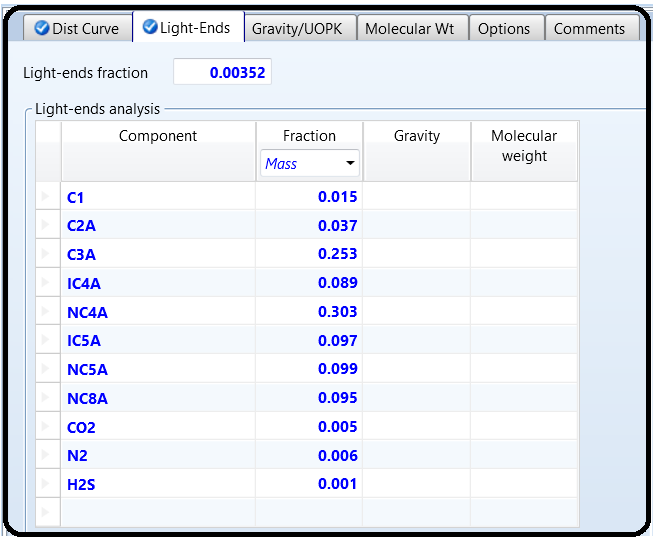 Dist Curve Light-Ends Gravity/UOPK Molecular Wt Options Comments
Light-ends fraction 0.00352
Light-ends analysis
Component Fraction Gravity Molecular weight
Mass
C1 0.015
C2A 0.037
C3A 0.253
IC4A 0.089
NC4A 0.303
IC5A 0.097
NC5A 0.099
NC8A 0.095
CO2 0.005
N2 0.006
H2S 0.001